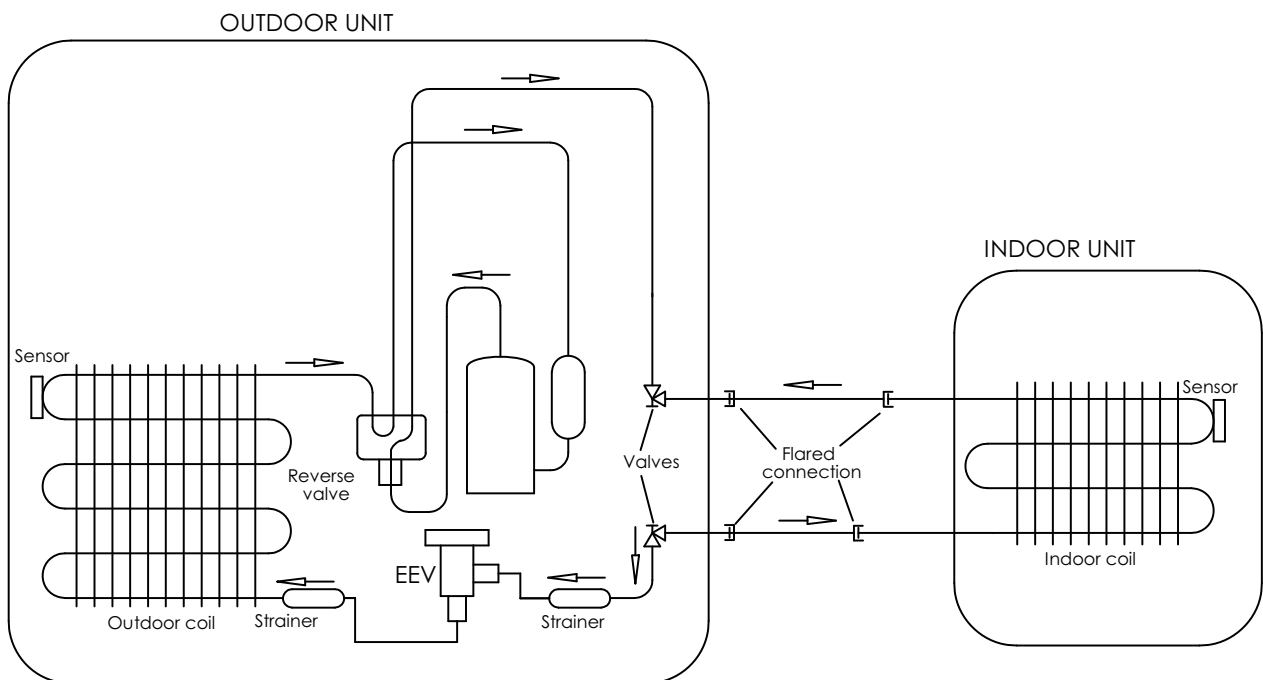 OUTDOOR UNIT
INDOOR UNIT
Sensor
Sensor
Reverse
valve
Valves
Flared
connection
EEV
Indoor coil
Outdoor coil
Strainer
Strainer